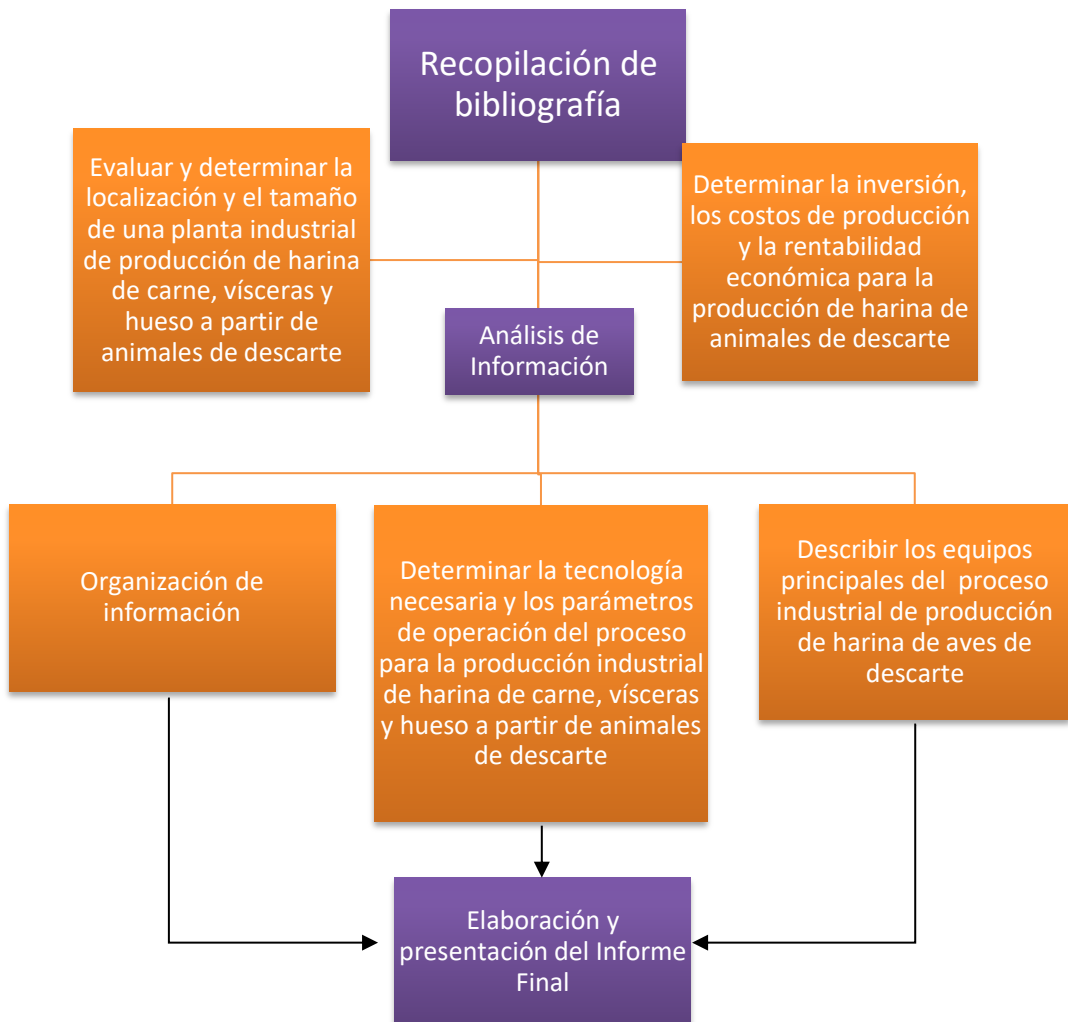 Recopilación de
bibliografía
Evaluar y determinar la
localización y el tamaño
de una planta industrial
de producción de harina
de carne, vísceras y
hueso a partir de
animales de descarte
Determinar la inversión,
los costos de producción
y la rentabilidad
económica para la
producción de harina de
animales de descarte
Análisis de
Información
Organización de
información
Determinar la tecnología
necesaria y los parámetros
de operación del proceso
para la producción industrial
de harina de carne, vísceras
y hueso a partir de animales
de descarte
Describir los equipos
principales del proceso
industrial de producción
de harina de aves de
descarte
Elaboración y
presentación del Informe
Final